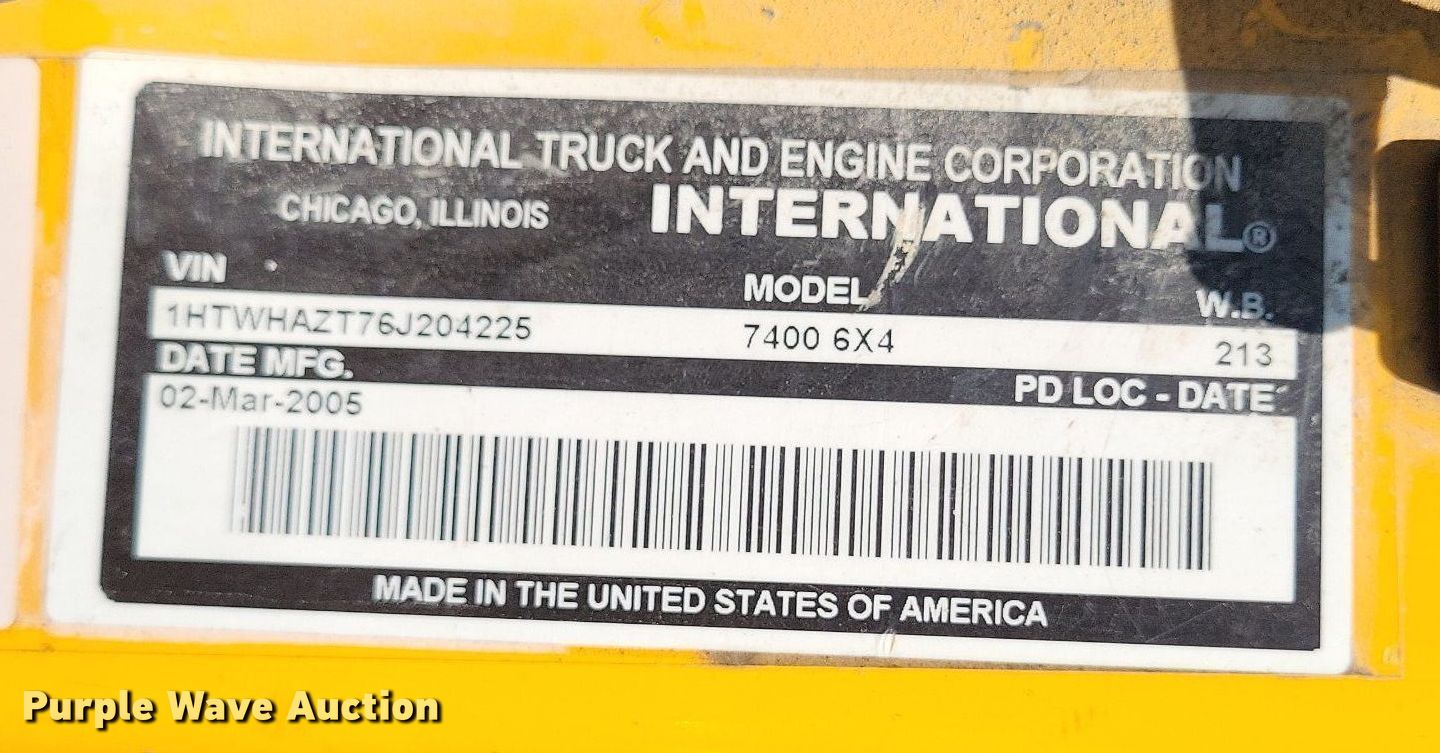 INTERNATIONAL TRUCK AND ENGINE CORPORATION
CHICAGO, ILLINOIS INTERNATIONAL®
VIN MODEL W.B.
1HTWHAZT76J204225 7400 6X4 213
DATE MFG. PD LOC - DATE
02-Mar-2005
MADE IN THE UNITED STATES OF AMERICA
Purple Wave Auction